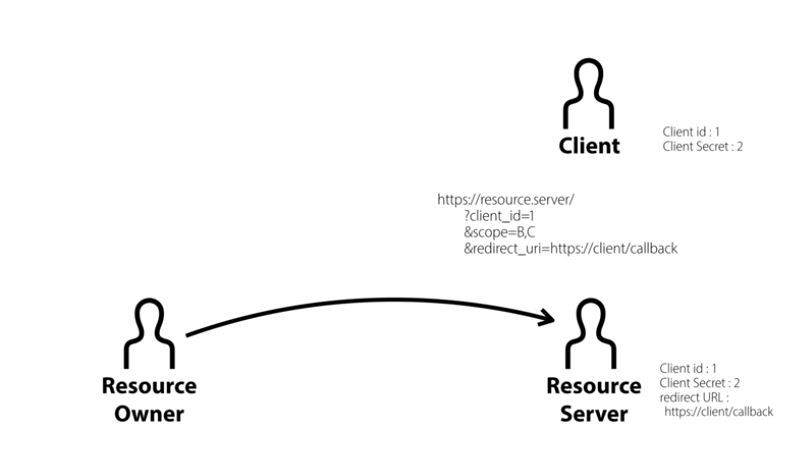 Client
Client id : 1
Client Secret : 2
https://resource.server/
?client_id=1
&scope=B,C
&redirect_uri=https://client/callback
Resource
Owner
Resource
Server
Client id : 1
Client Secret : 2
redirect URL :
https://client/callback